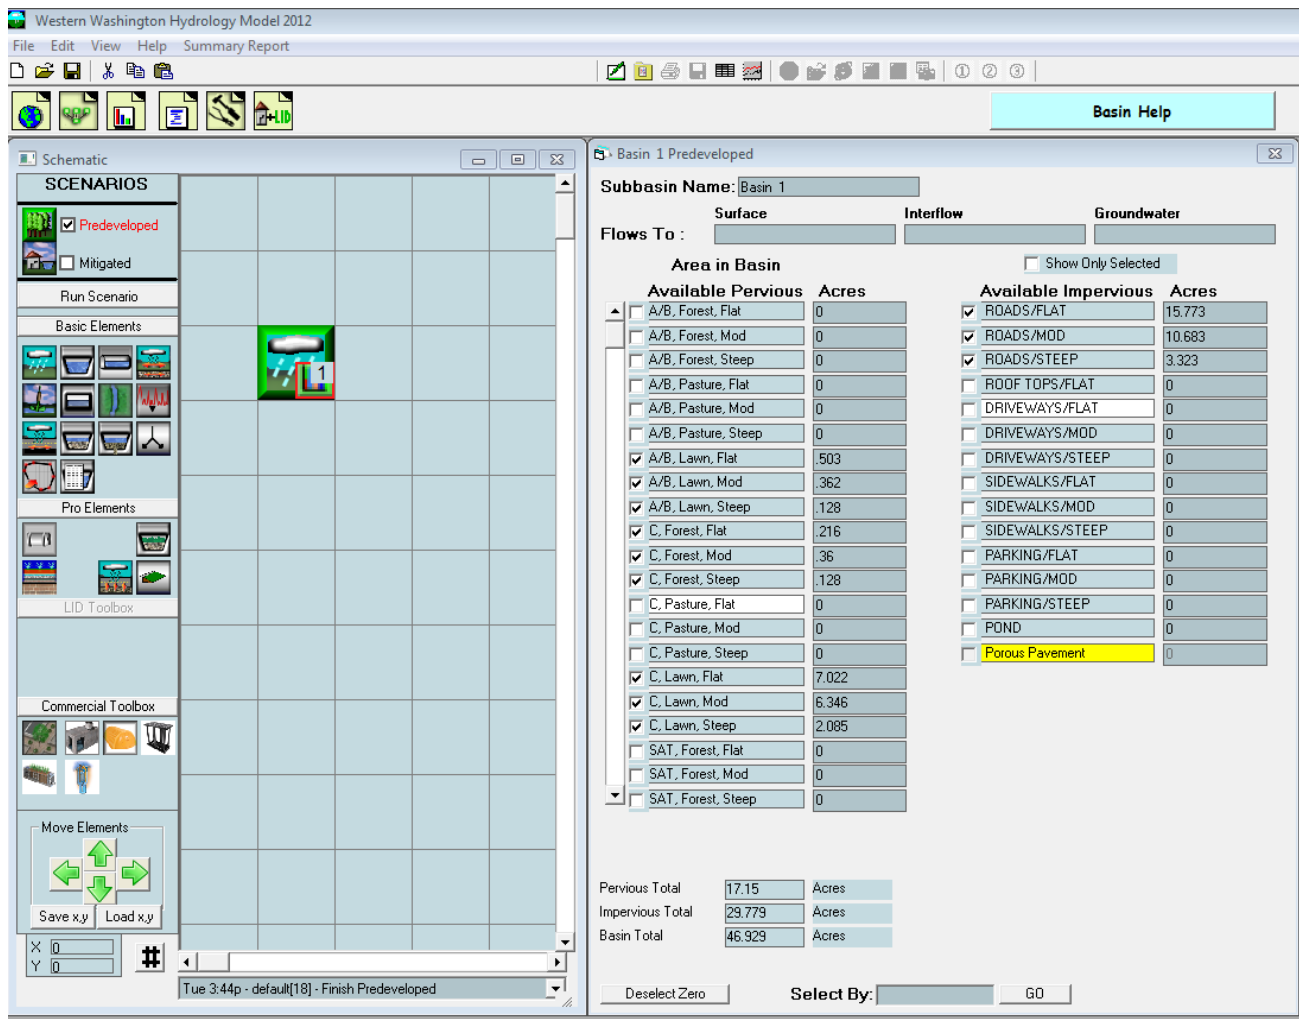 Western Washington Hydrology Model 2012
File Edit View Help Summary Report
Basin Help
Schematic
SCENARIOS
Predeveloped
Mitigated
Run Scenario
Basic Elements
Pro Elements
LID Toolbox
Commercial Toolbox
Move Elements
Save x,y Load x,y
X 0
Y 0
#
1
Tue 3:44p - default[18] - Finish Predeveloped
Basin 1 Predeveloped
Subbasin Name: Basin 1
Surface Interflow Groundwater
Flows To :
Area in Basin Show Only Selected
Available Pervious Acres Available Impervious Acres
A/B, Forest, Flat 0 ROADS/FLAT 15.773
A/B, Forest, Mod 0 ROADS/MOD 10.683
A/B, Forest, Steep 0 ROADS/STEEP 3.323
A/B, Pasture, Flat 0 ROOF TOPS/FLAT 0
A/B, Pasture, Mod 0 DRIVEWAYS/FLAT 0
A/B, Pasture, Steep 0 DRIVEWAYS/MOD 0
A/B, Lawn, Flat .503 DRIVEWAYS/STEEP 0
A/B, Lawn, Mod .362 SIDEWALKS/FLAT 0
A/B, Lawn, Steep .128 SIDEWALKS/MOD 0
C, Forest, Flat .216 SIDEWALKS/STEEP 0
C, Forest, Mod .36 PARKING/FLAT 0
C, Forest, Steep .128 PARKING/MOD 0
C, Pasture, Flat 0 PARKING/STEEP 0
C, Pasture, Mod 0 POND 0
C, Pasture, Steep 0 Porous Pavement 0
C, Lawn, Flat 7.022
C, Lawn, Mod 6.346
C, Lawn, Steep 2.085
SAT, Forest, Flat 0
SAT, Forest, Mod 0
SAT, Forest, Steep 0
Pervious Total 17.15 Acres
Impervious Total 29.779 Acres
Basin Total 46.929 Acres
Deselect Zero Select By: GO